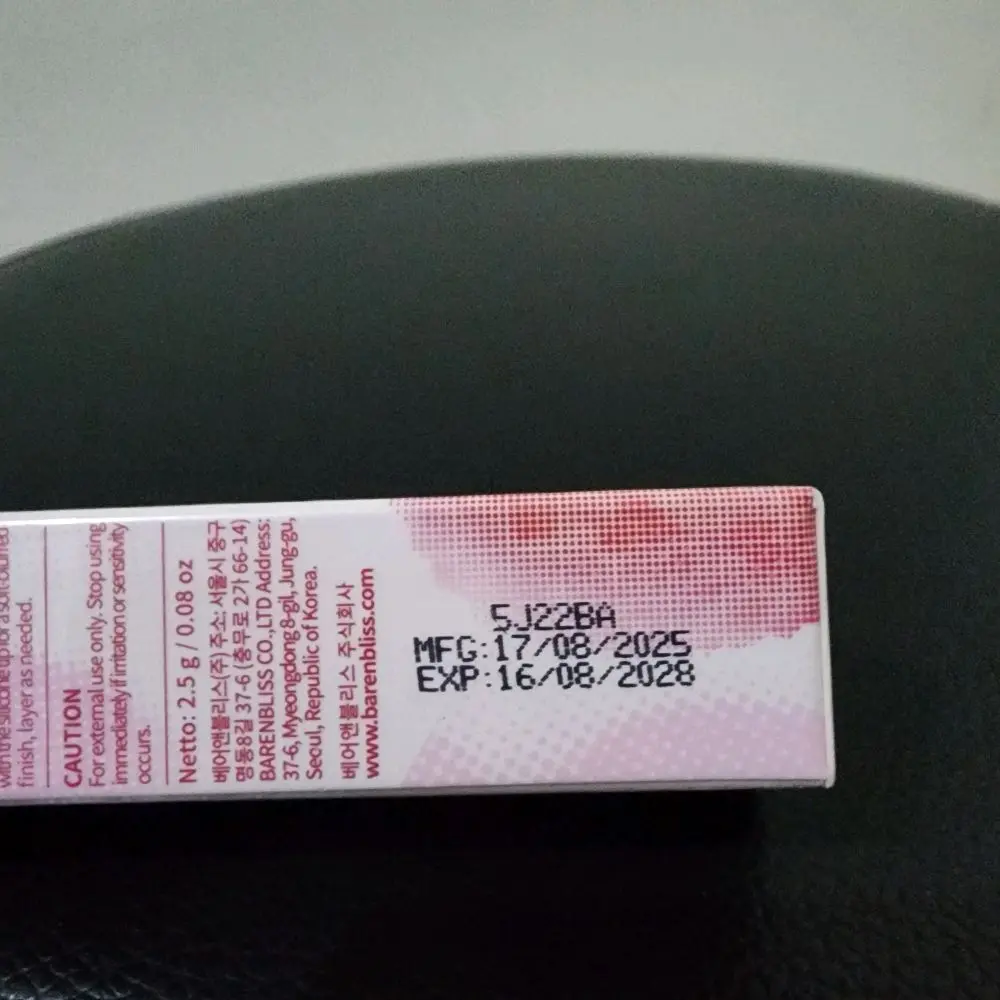 finish, layer as needed.
CAUTION
For external use only. Stop using
immediately if irritation or sensitivity
occurs.
Netto: 2.5 g / 0.08 oz
베어앤블리스(주) 주소: 서울시 중구
명동8길 37-6 (충무로 2가 66-14)
BARENBLISS CO.,LTD Address:
37-6, Myeongdong 8-gl, Jung-gu,
Seoul, Republic of Korea.
베어앤블리스 주식회사
www.barenbliss.com
5J22BA
MFG:17/08/2025
EXP:16/08/2028